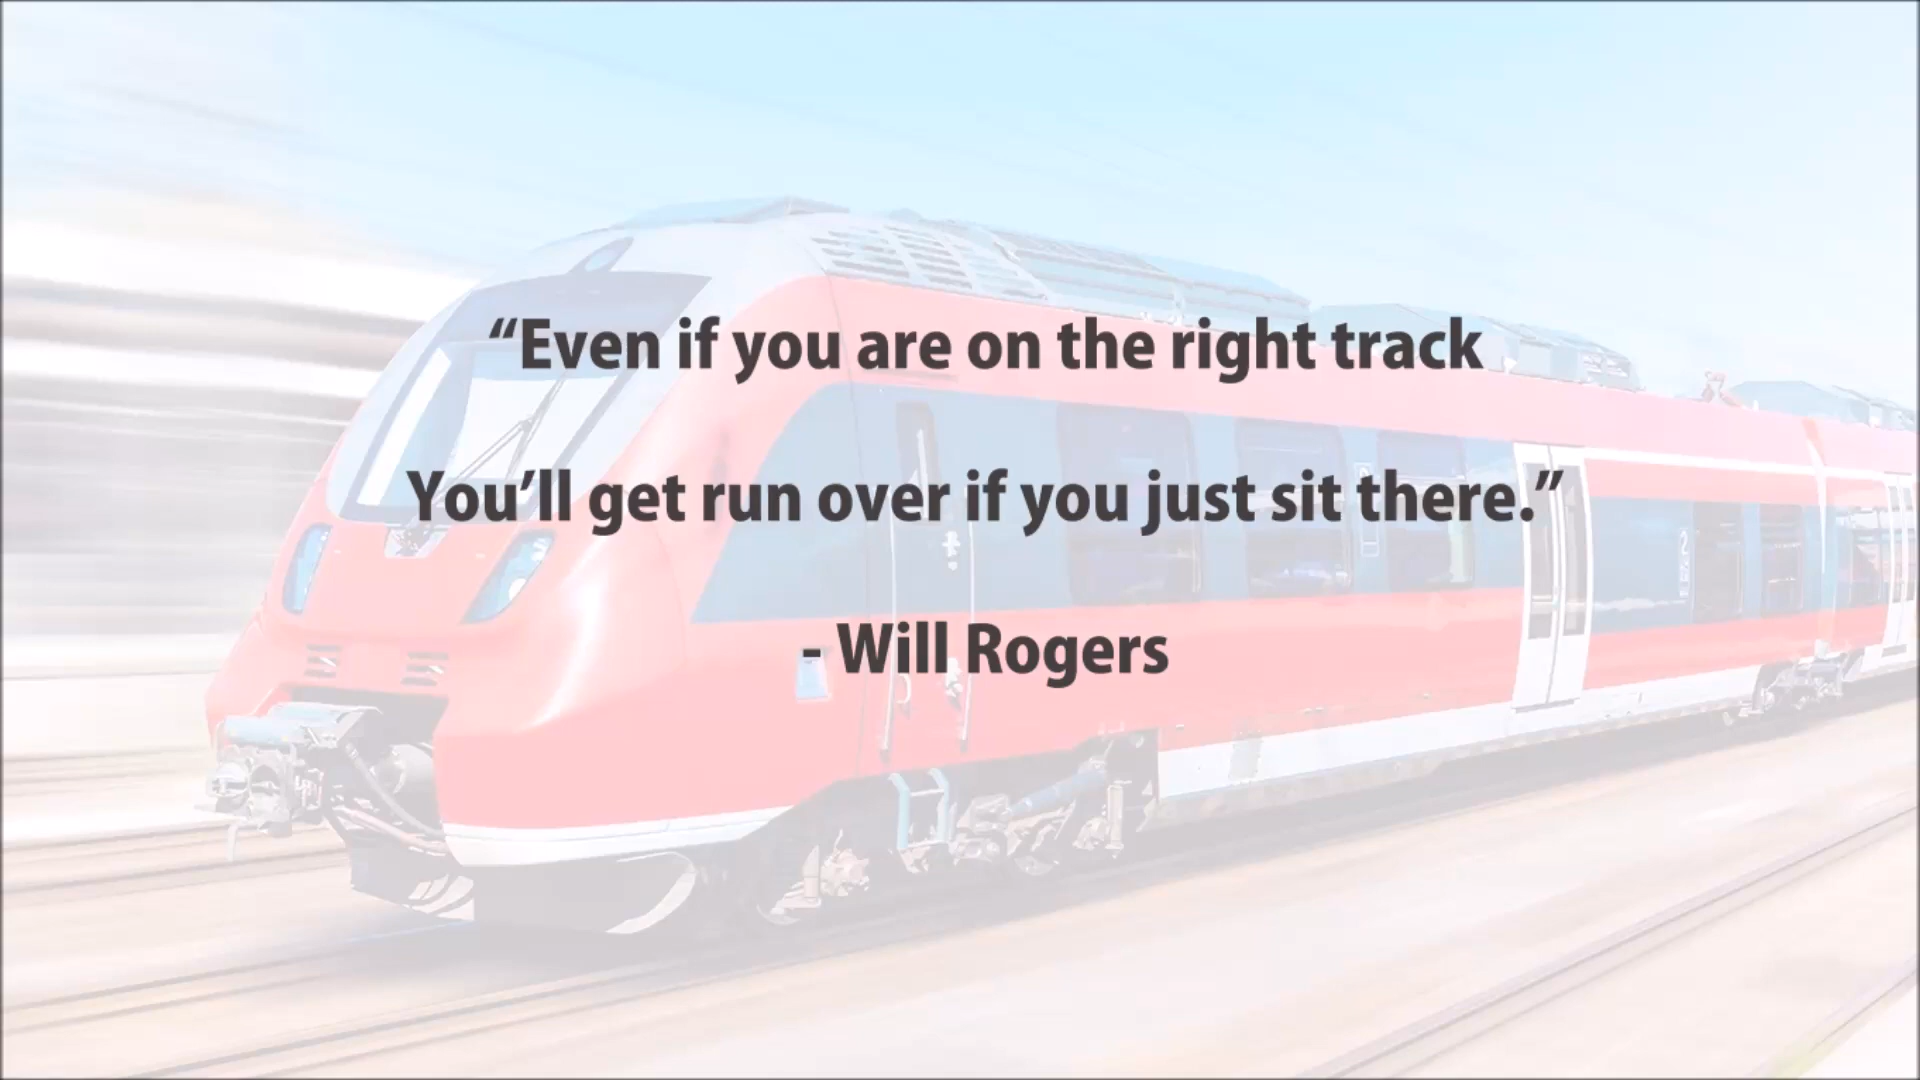 “Even if you are on the right track
You’ll get run over if you just sit there.”
- Will Rogers
2